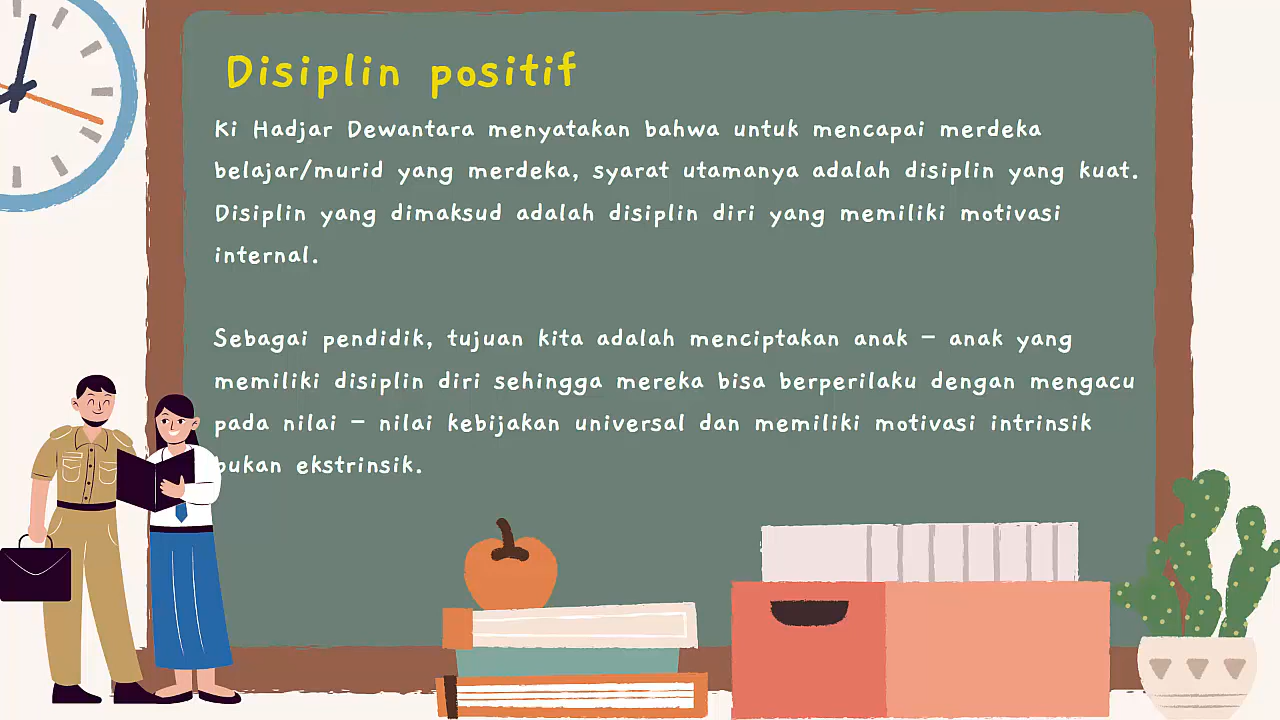 Disiplin positif
Ki Hadjar Dewantara menyatakan bahwa untuk mencapai merdeka
belajar/murid yang merdeka, syarat utamanya adalah disiplin yang kuat.
Disiplin yang dimaksud adalah disiplin diri yang memiliki motivasi
internal.
Sebagai pendidik, tujuan kita adalah menciptakan anak – anak yang
memiliki disiplin diri sehingga mereka bisa berperilaku dengan mengacu
pada nilai – nilai kebijakan universal dan memiliki motivasi intrinsik
bukan ekstrinsik.